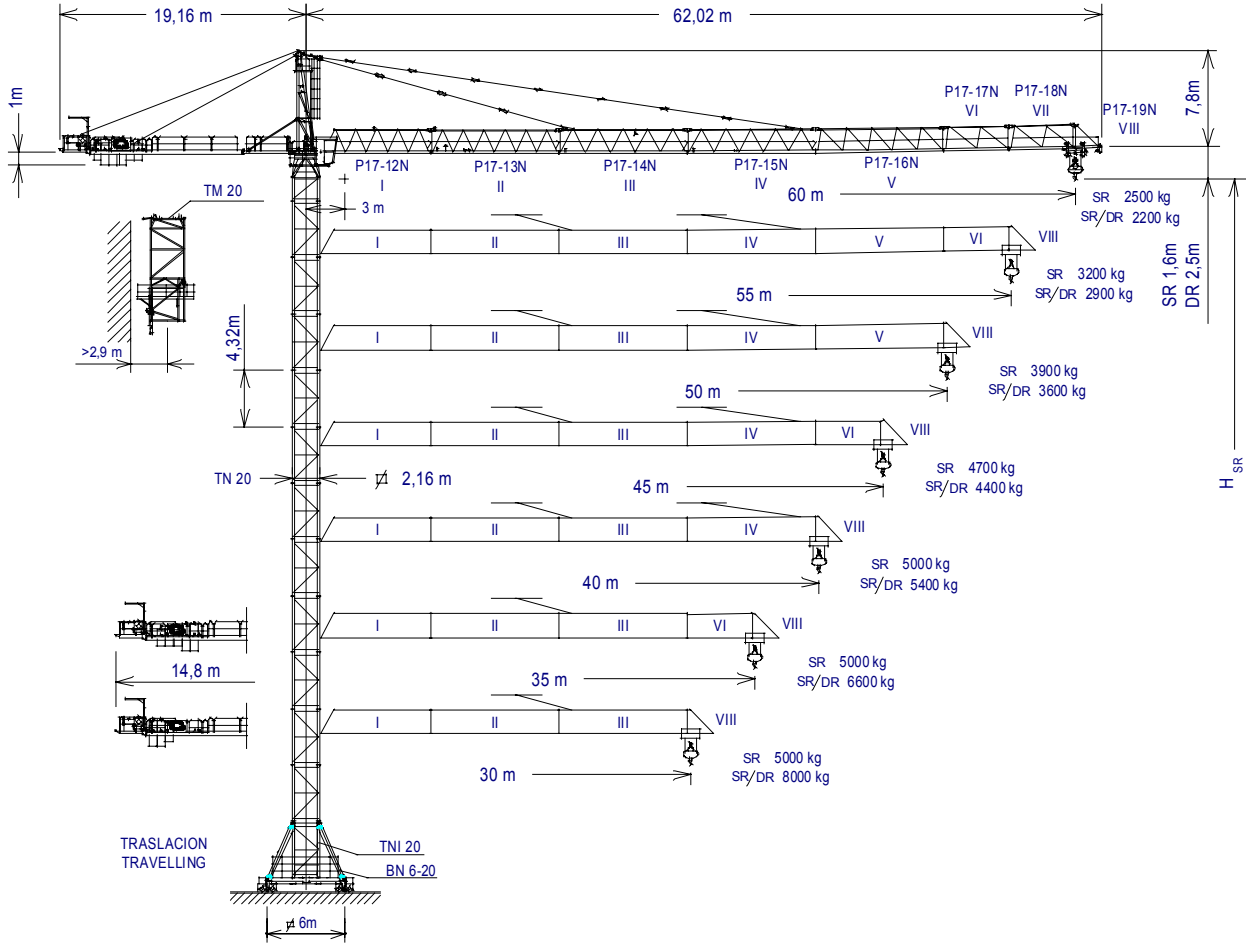 19,16 m
62,02 m
1m
7,8m
P17-17N
VI
P17-18N
VII
P17-19N
VIII
P17-12N
I
P17-13N
II
P17-14N
III
P17-15N
IV
P17-16N
V
TM 20
3 m
60 m
SR 2500 kg
SR/DR 2200 kg
SR 1,6m
DR 2,5m
I
II
III
IV
V
VI
VIII
55 m
SR 3200 kg
SR/DR 2900 kg
>2,9 m
4,32m
I
II
III
IV
V
VIII
50 m
SR 3900 kg
SR/DR 3600 kg
I
II
III
IV
VI
VIII
TN 20
2,16 m
45 m
SR 4700 kg
SR/DR 4400 kg
H SR
I
II
III
IV
VIII
40 m
SR 5000 kg
SR/DR 5400 kg
I
II
III
VI
VIII
14,8 m
35 m
SR 5000 kg
SR/DR 6600 kg
I
II
III
VIII
30 m
SR 5000 kg
SR/DR 8000 kg
TRASLACION
TRAVELLING
TNI 20
BN 6-20
6m